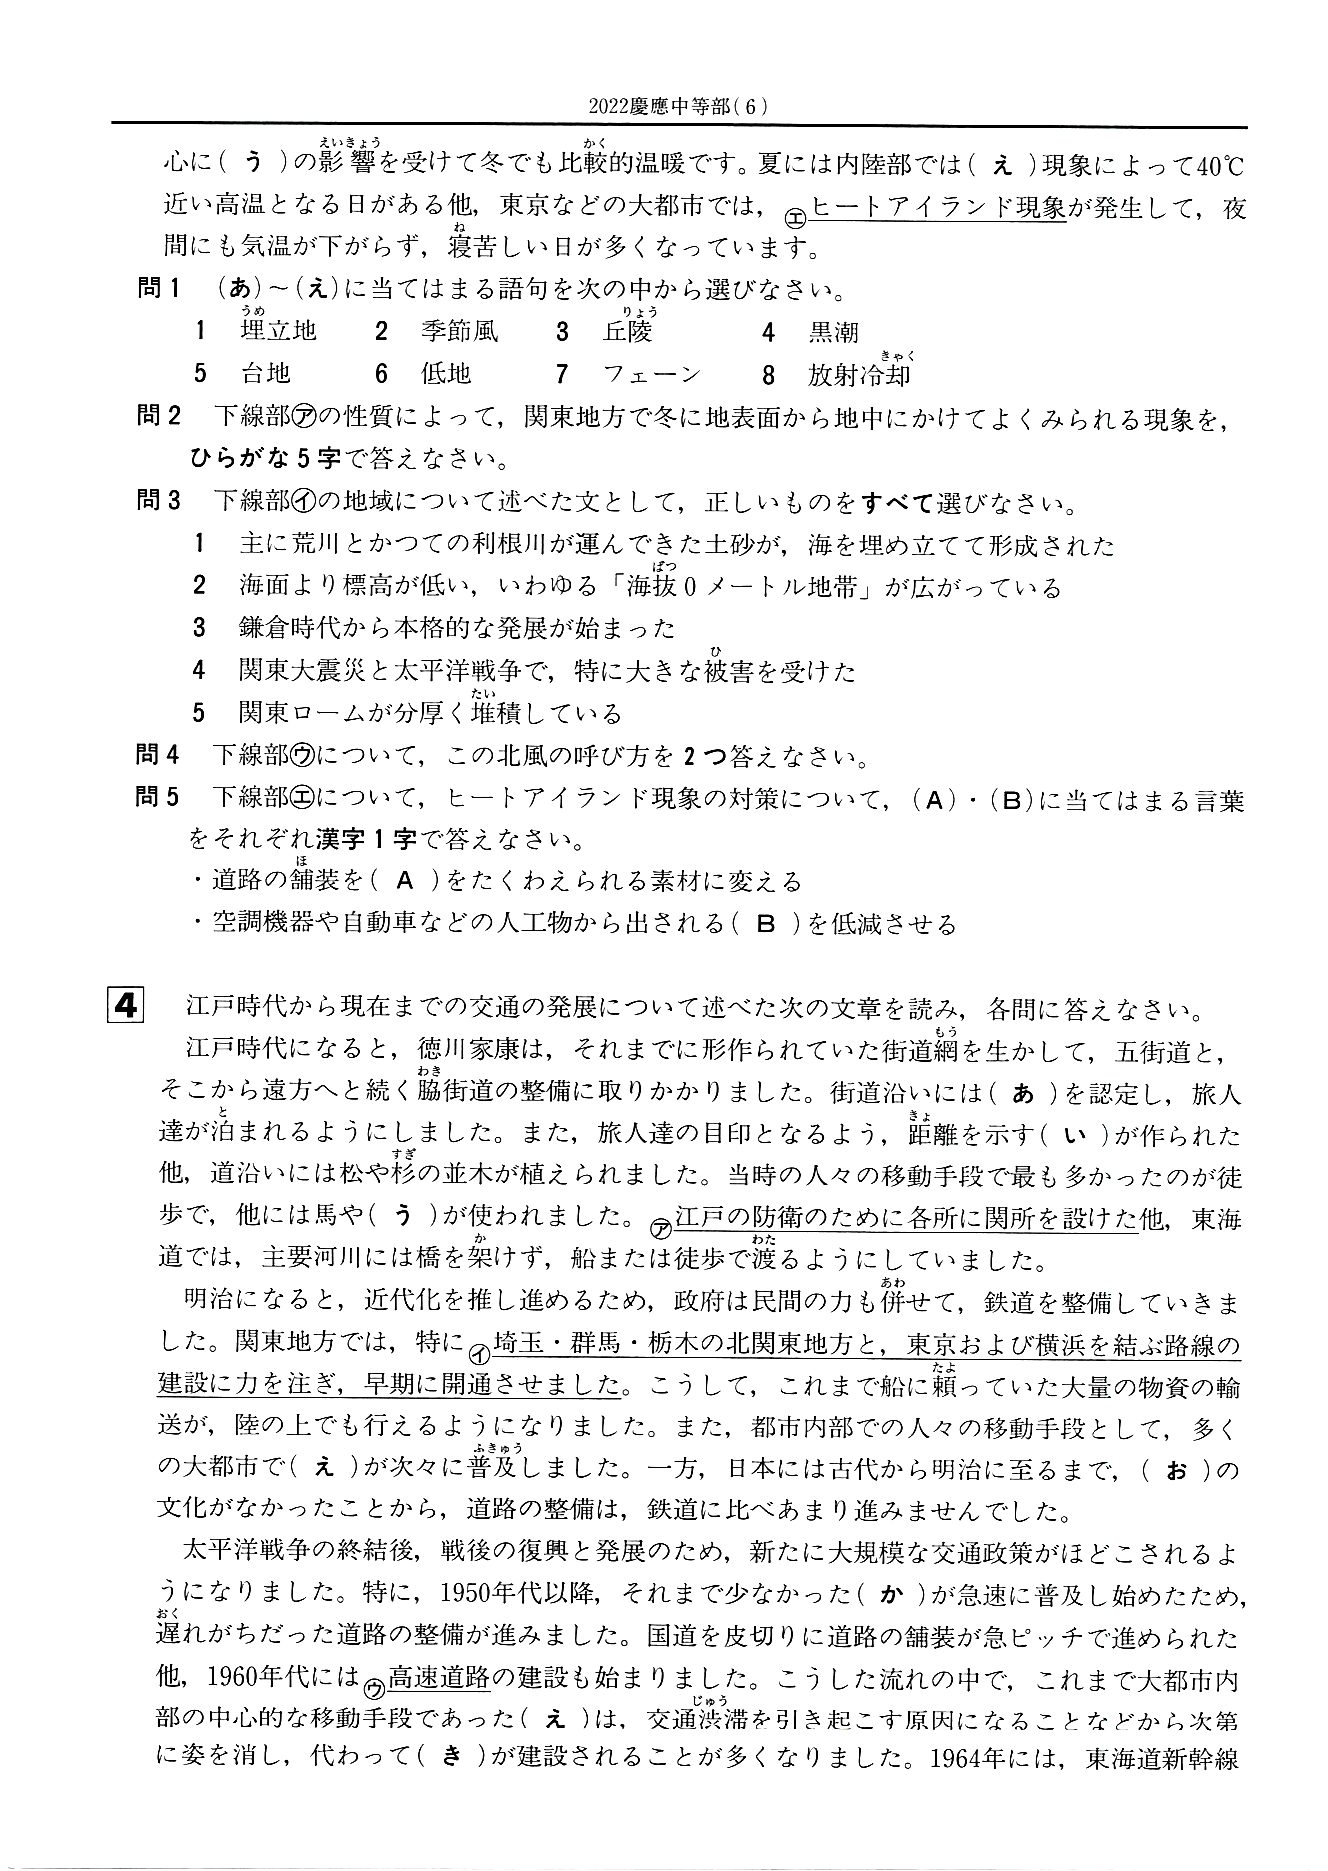 2022慶應中等部(6)
心に( う )の影響を受けて冬でも比較的温暖です。夏には内陸部では( え )現象によって40℃
近い高温となる日がある他，東京などの大都市では，㋓ヒートアイランド現象が発生して，夜
間にも気温が下がらず，寝苦しい日が多くなっています。
問1 (あ)～(え)に当てはまる語句を次の中から選びなさい。
1 埋立地 2 季節風 3 丘陵 4 黒潮
5 台地 6 低地 7 フェーン 8 放射冷却
問2 下線部㋐の性質によって，関東地方で冬に地表面から地中にかけてよくみられる現象を，
ひらがな5字で答えなさい。
問3 下線部㋑の地域について述べた文として，正しいものをすべて選びなさい。
1 主に荒川とかつての利根川が運んできた土砂が，海を埋め立てて形成された
2 海面より標高が低い，いわゆる「海抜0メートル地帯」が広がっている
3 鎌倉時代から本格的な発展が始まった
4 関東大震災と太平洋戦争で，特に大きな被害を受けた
5 関東ロームが分厚く堆積している
問4 下線部㋒について，この北風の呼び方を2つ答えなさい。
問5 下線部㋓について，ヒートアイランド現象の対策について，(A)・(B)に当てはまる言葉
をそれぞれ漢字1字で答えなさい。
・道路の舗装を( A )をたくわえられる素材に変える
・空調機器や自動車などの人工物から出される( B )を低減させる
4 江戸時代から現在までの交通の発展について述べた次の文章を読み，各問に答えなさい。
江戸時代になると，徳川家康は，それまでに形作られていた街道網を生かして，五街道と，
そこから遠方へと続く脇街道の整備に取りかかりました。街道沿いには( あ )を認定し，旅人
達が泊まれるようにしました。また，旅人達の目印となるよう，距離を示す( い )が作られた
他，道沿いには松や杉の並木が植えられました。当時の人々の移動手段で最も多かったのが徒
歩で，他には馬や( う )が使われました。㋐江戸の防衛のために各所に関所を設けた他，東海
道では，主要河川には橋を架けず，船または徒歩で渡るようにしていました。
明治になると，近代化を推し進めるため，政府は民間の力も併せて，鉄道を整備していきま
した。関東地方では，特に㋑埼玉・群馬・栃木の北関東地方と，東京および横浜を結ぶ路線の
建設に力を注ぎ，早期に開通させました。こうして，これまで船に頼っていた大量の物資の輸
送が，陸の上でも行えるようになりました。また，都市内部での人々の移動手段として，多く
の大都市で( え )が次々に普及しました。一方，日本には古代から明治に至るまで，( お )の
文化がなかったことから，道路の整備は，鉄道に比べあまり進みませんでした。
太平洋戦争の終結後，戦後の復興と発展のため，新たに大規模な交通政策がほどこされるよ
うになりました。特に，1950年代以降，それまで少なかった( か )が急速に普及し始めたため，
遅れがちだった道路の整備が進みました。国道を皮切りに道路の舗装が急ピッチで進められた
他，1960年代には㋒高速道路の建設も始まりました。こうした流れの中で，これまで大都市内
部の中心的な移動手段であった( え )は，交通渋滞を引き起こす原因になることなどから次第
に姿を消し，代わって( き )が建設されることが多くなりました。1964年には，東海道新幹線